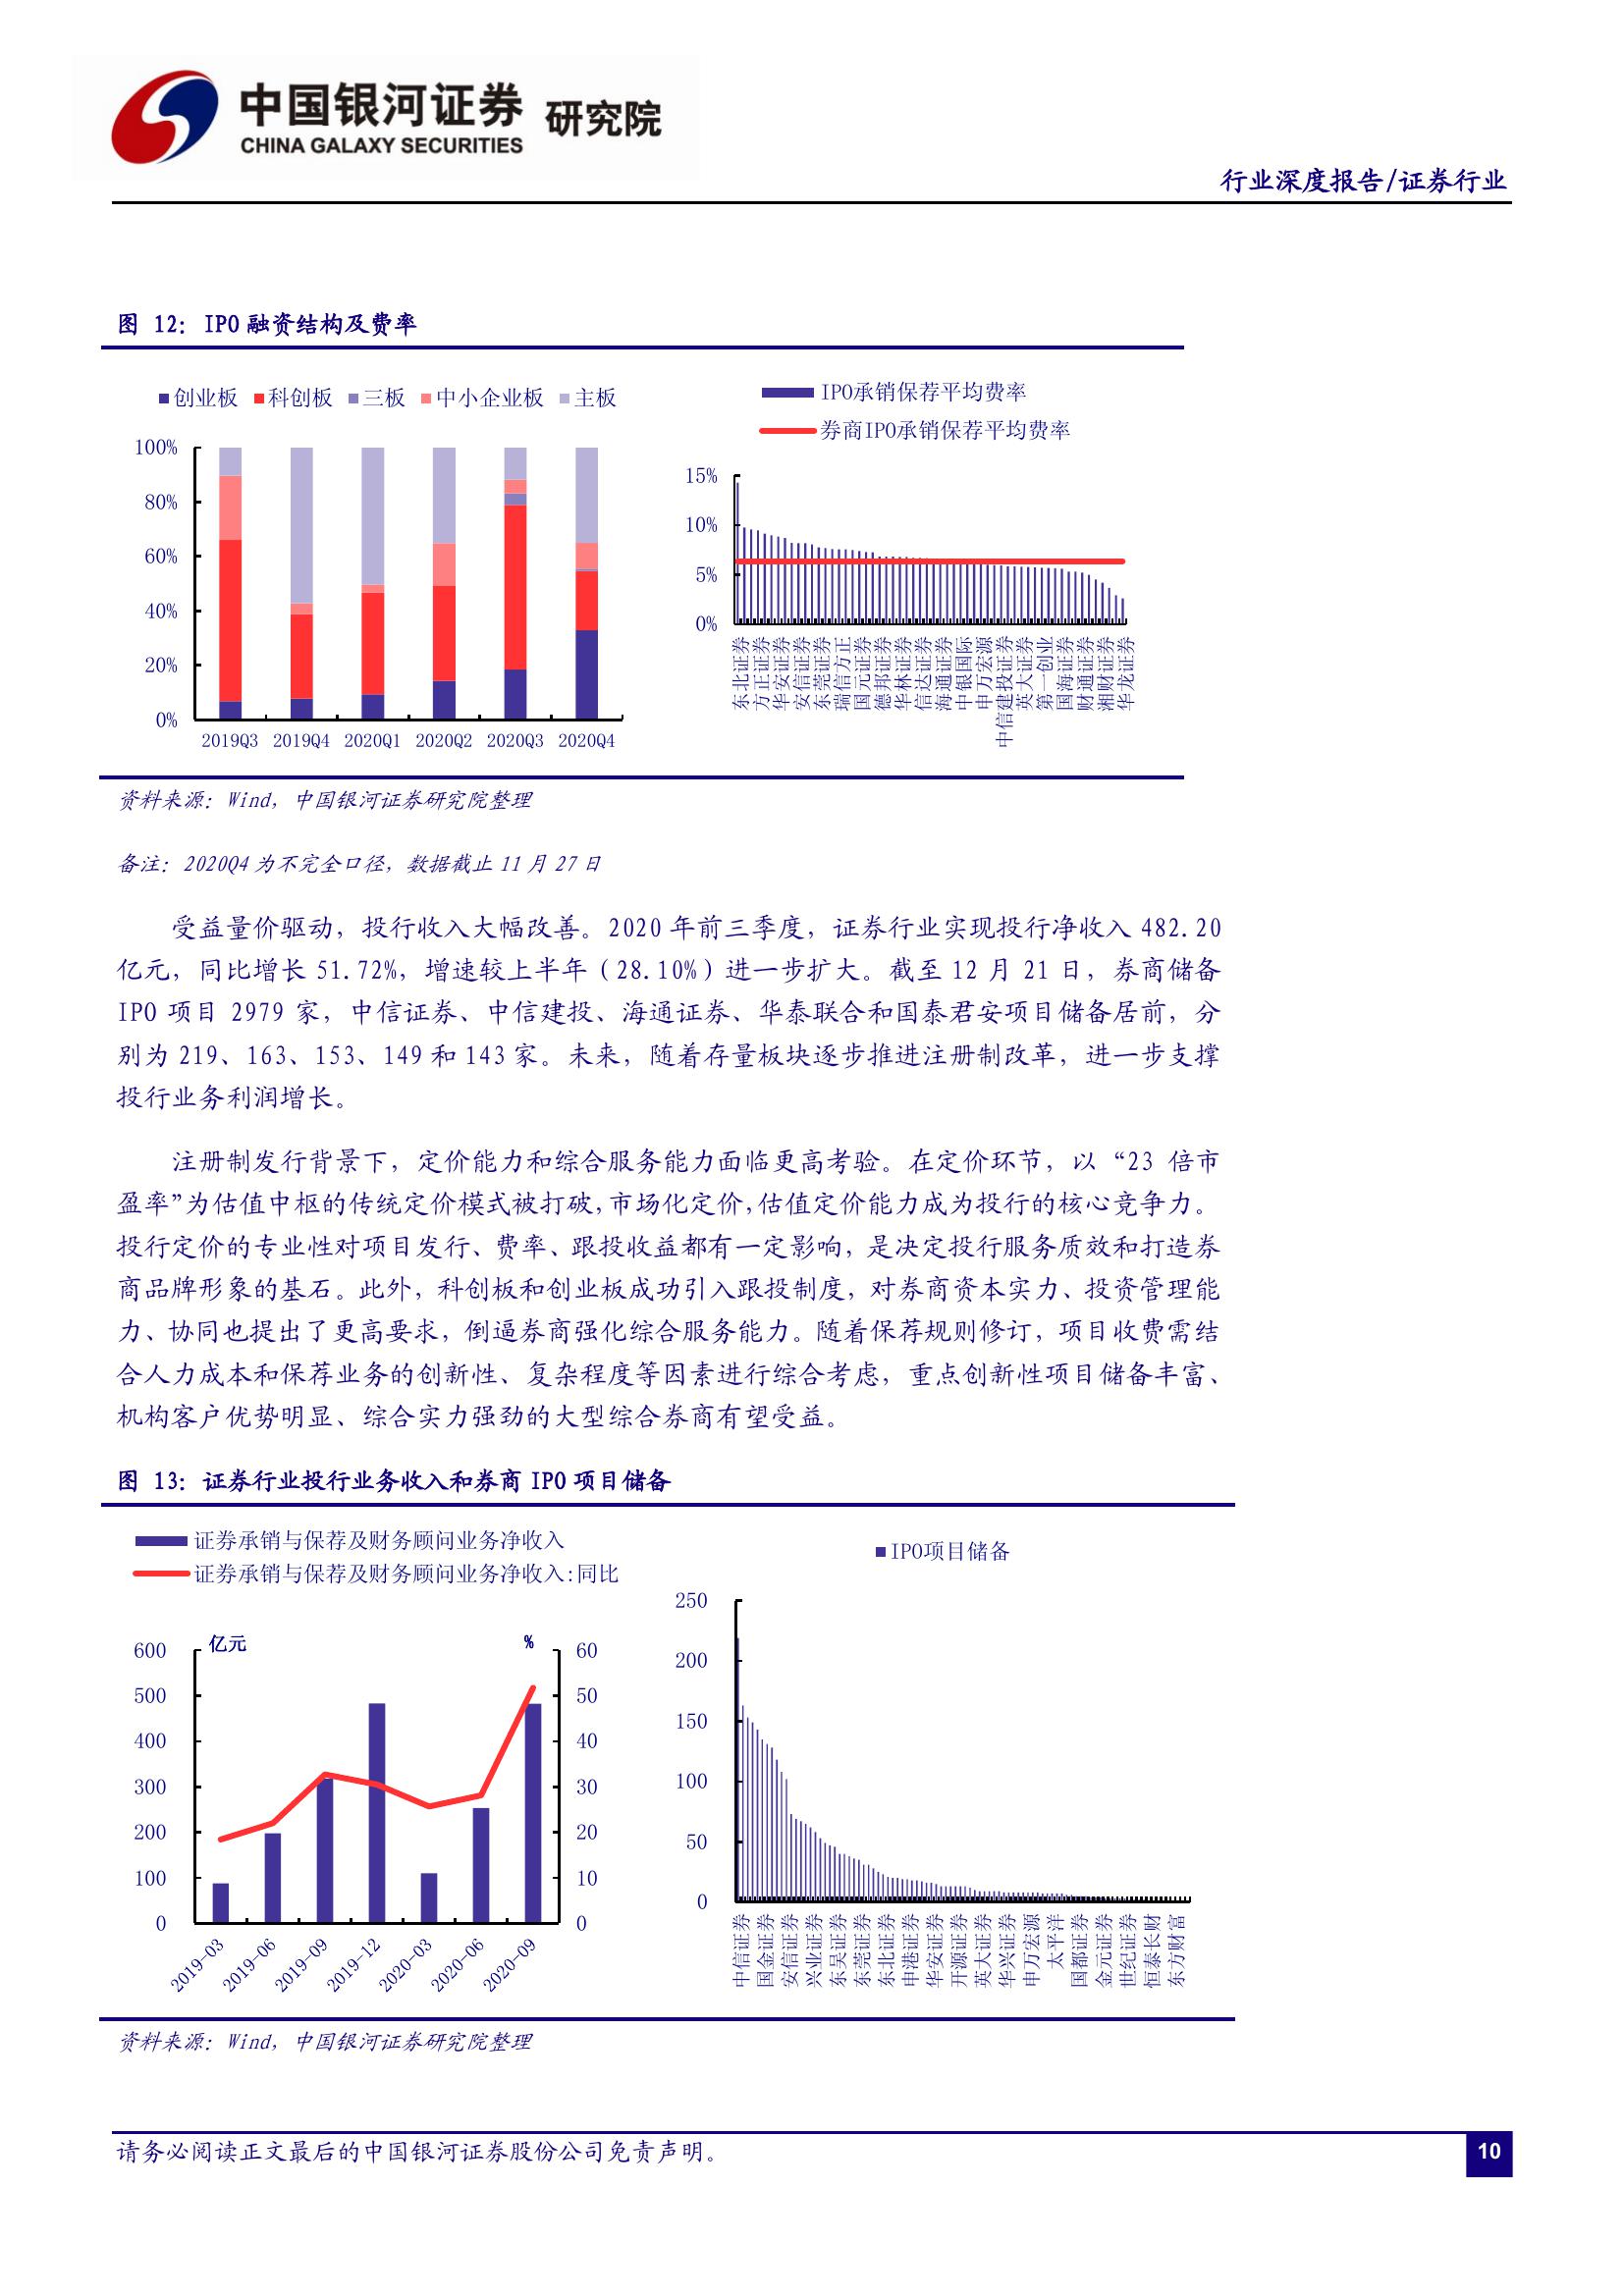 中国银河证券 研究院
CHINA GALAXY SECURITIES
行业深度报告/证券行业
图 12: IPO 融资结构及费率
创业板 科创板 三板 中小企业板 主板
100%
80%
60%
40%
20%
0%
2019Q3 2019Q4 2020Q1 2020Q2 2020Q3 2020Q4
IPO承销保荐平均费率
券商IPO承销保荐平均费率
15%
10%
5%
0%
东北证券
方正证券
华安证券
安信证券
东莞证券
瑞信方正
国元证券
德邦证券
华林证券
信达证券
海通证券
中银国际
申万宏源
中信建投证券
英大证券
第一创业
国海证券
财通证券
湘财证券
华龙证券
资料来源: Wind, 中国银河证券研究院整理
备注: 2020Q4 为不完全口径, 数据截止 11 月 27 日
受益量价驱动，投行收入大幅改善。2020 年前三季度，证券行业实现投行净收入 482.20
亿元，同比增长 51.72%，增速较上半年（28.10%）进一步扩大。截至 12 月 21 日，券商储备
IPO 项目 2979 家，中信证券、中信建投、海通证券、华泰联合和国泰君安项目储备居前，分
别为 219、163、153、149 和 143 家。未来，随着存量板块逐步推进注册制改革，进一步支撑
投行业务利润增长。
注册制发行背景下，定价能力和综合服务能力面临更高考验。在定价环节，以“23 倍市
盈率”为估值中枢的传统定价模式被打破,市场化定价,估值定价能力成为投行的核心竞争力。
投行定价的专业性对项目发行、费率、跟投收益都有一定影响，是决定投行服务质效和打造券
商品牌形象的基石。此外，科创板和创业板成功引入跟投制度，对券商资本实力、投资管理能
力、协同也提出了更高要求，倒逼券商强化综合服务能力。随着保荐规则修订，项目收费需结
合人力成本和保荐业务的创新性、复杂程度等因素进行综合考虑，重点创新性项目储备丰富、
机构客户优势明显、综合实力强劲的大型综合券商有望受益。
图 13: 证券行业投行业务收入和券商 IPO 项目储备
证券承销与保荐及财务顾问业务净收入
证券承销与保荐及财务顾问业务净收入:同比
亿元 %
600 60
500 50
400 40
300 30
200 20
100 10
0 0
2019-03 2019-06 2019-09 2019-12 2020-03 2020-06 2020-09
IPO项目储备
250
200
150
100
50
0
中信证券
国金证券
安信证券
兴业证券
东吴证券
东莞证券
东北证券
申港证券
华安证券
开源证券
英大证券
华兴证券
申万宏源
太平洋
国都证券
金元证券
世纪证券
恒泰长财
东方财富
资料来源: Wind, 中国银河证券研究院整理
请务必阅读正文最后的中国银河证券股份公司免责声明。
10